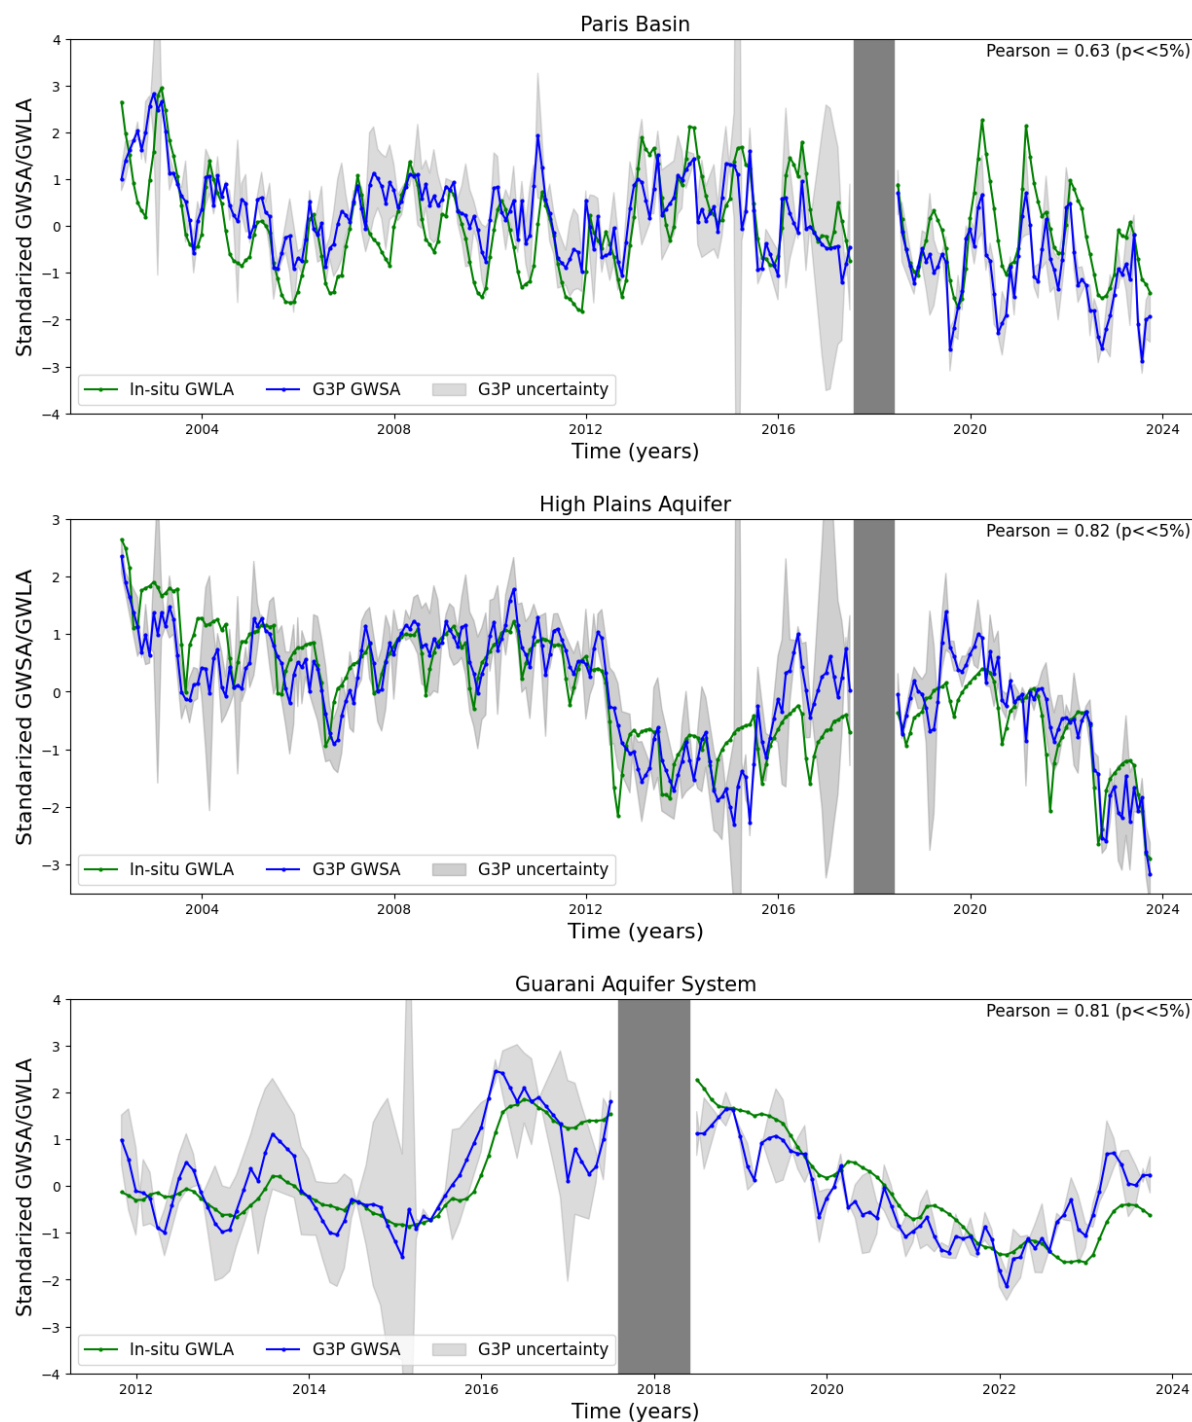 Paris Basin
Pearson = 0.63 (p<<5%)
Standarized GWSA/GWLA
4
3
2
1
0
−1
−2
−3
−4
In-situ GWLA G3P GWSA G3P uncertainty
2004 2008 2012 2016 2020 2024
Time (years)
High Plains Aquifer
Pearson = 0.82 (p<<5%)
Standarized GWSA/GWLA
3
2
1
0
−1
−2
−3
In-situ GWLA G3P GWSA G3P uncertainty
2004 2008 2012 2016 2020 2024
Time (years)
Guarani Aquifer System
Pearson = 0.81 (p<<5%)
Standarized GWSA/GWLA
4
3
2
1
0
−1
−2
−3
−4
In-situ GWLA G3P GWSA G3P uncertainty
2012 2014 2016 2018 2020 2022 2024
Time (years)